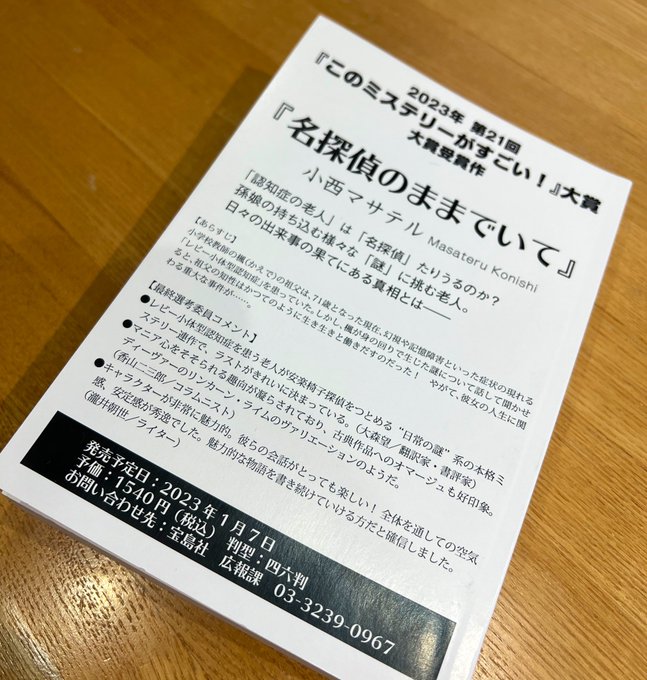 2023年 第21回
『このミステリーがすごい!』大賞
大賞受賞作
『名探偵のままでいて』
小西マサテル Masateru Konishi
「認知症の老人」は「名探偵」たりうるのか?
孫娘の持ち込む様々な「謎」に挑む老人。
日々の出来事の果てにある真相とは――
【あらすじ】
小学校教師の楓(かえで)の祖父は、71歳となった現在、幻視や記憶障害といった症状の現れる
「レビー小体型認知症」を患っていた。しかし、楓が身の回りで生じた謎について話して聞かせ
ると、祖父の知性はかつてのように生き生きと働きだすのだった! やがて、彼女の人生に関
わる重大な事件が……。
【最終選考委員コメント】
●レビー小体型認知症を患う老人が安楽椅子探偵をつとめる“日常の謎”系の本格ミ
ステリー連作で、ラストがきれいに決まっている。(大森望/翻訳家・書評家)
●マニア心をそそられる趣向が凝らされており、古典作品へのオマージュも好印象。
ディーヴァーのリンカーン・ライムのヴァリエーションのようだ。
(香山二三郎/コラムニスト)
●キャラクターが非常に魅力的。彼らの会話がとっても楽しい! 全体を通しての空気
感、安定感が秀逸でした。魅力的な物語を書き続けていける方だと確信しました。
(瀧井朝世/ライター)
発売予定日:2023年1月7日
予価:1540円(税込) 判型:四六判
お問い合わせ先:宝島社 広報課 03-3239-0967